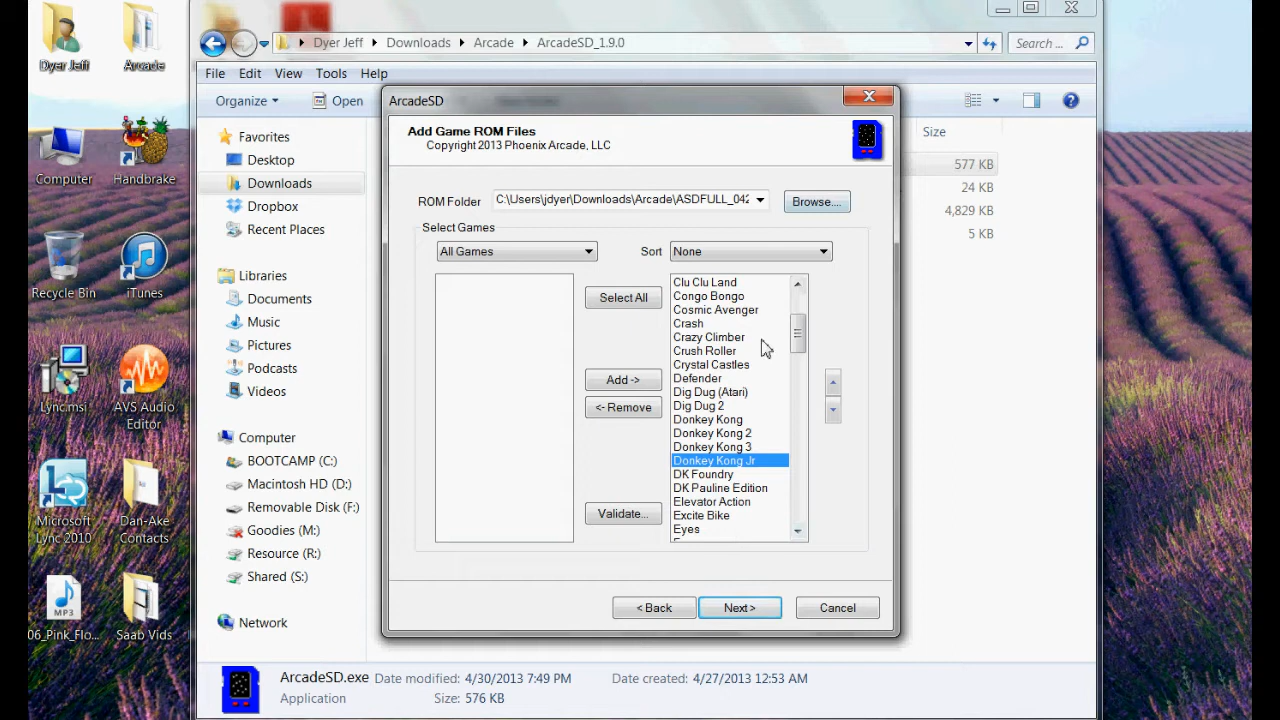 Dyer Jeff
Arcade
Computer
Handbrake
Recycle Bin
iTunes
Lync.msi
AVS Audio
Editor
Microsoft
Lync 2010
Dan-Ake
Contacts
MP3
06_Pink_Flo...
Saab Vids
Dyer Jeff
Downloads
Arcade
ArcadeSD_1.9.0
Search ...
File Edit View Tools Help
Organize
Open
Favorites
Desktop
Downloads
Dropbox
Recent Places
Libraries
Documents
Music
Pictures
Podcasts
Videos
Computer
BOOTCAMP (C:)
Macintosh HD (D:)
Removable Disk (F:)
Goodies (M:)
Resource (R:)
Shared (S:)
Network
Size
577 KB
24 KB
4,829 KB
5 KB
ArcadeSD
Add Game ROM Files
Copyright 2013 Phoenix Arcade, LLC
ROM Folder
C:\Users\jdyer\Downloads\Arcade\ASDFULL_042
Browse....
Select Games
All Games
Sort
None
Select All
Add ->
<- Remove
Validate...
Clu Clu Land
Congo Bongo
Cosmic Avenger
Crash
Crazy Climber
Crush Roller
Crystal Castles
Defender
Dig Dug (Atari)
Dig Dug 2
Donkey Kong
Donkey Kong 2
Donkey Kong 3
Donkey Kong Jr
DK Foundry
DK Pauline Edition
Elevator Action
Excite Bike
Eyes
< Back
Next >
Cancel
ArcadeSD.exe
Date modified: 4/30/2013 7:49 PM
Date created: 4/27/2013 12:53 AM
Application
Size: 576 KB